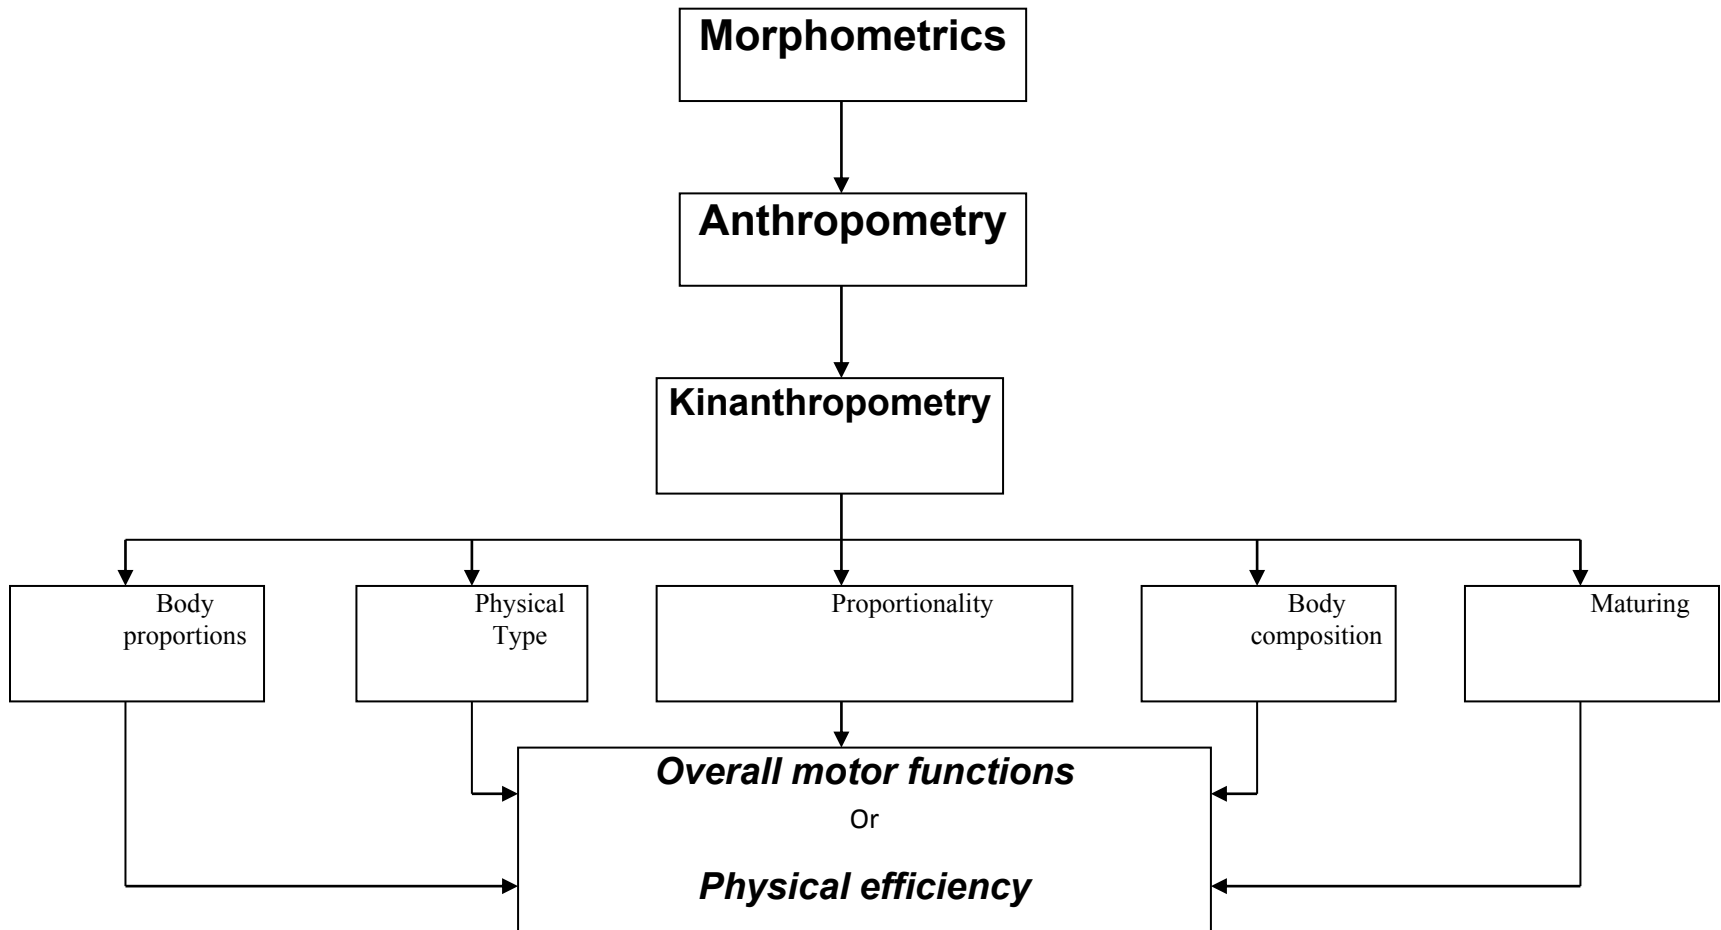 Morphometrics
Anthropometry
Kinanthropometry
Body
proportions
Physical
Type
Proportionality
Body
composition
Maturing
Overall motor functions
Or
Physical efficiency